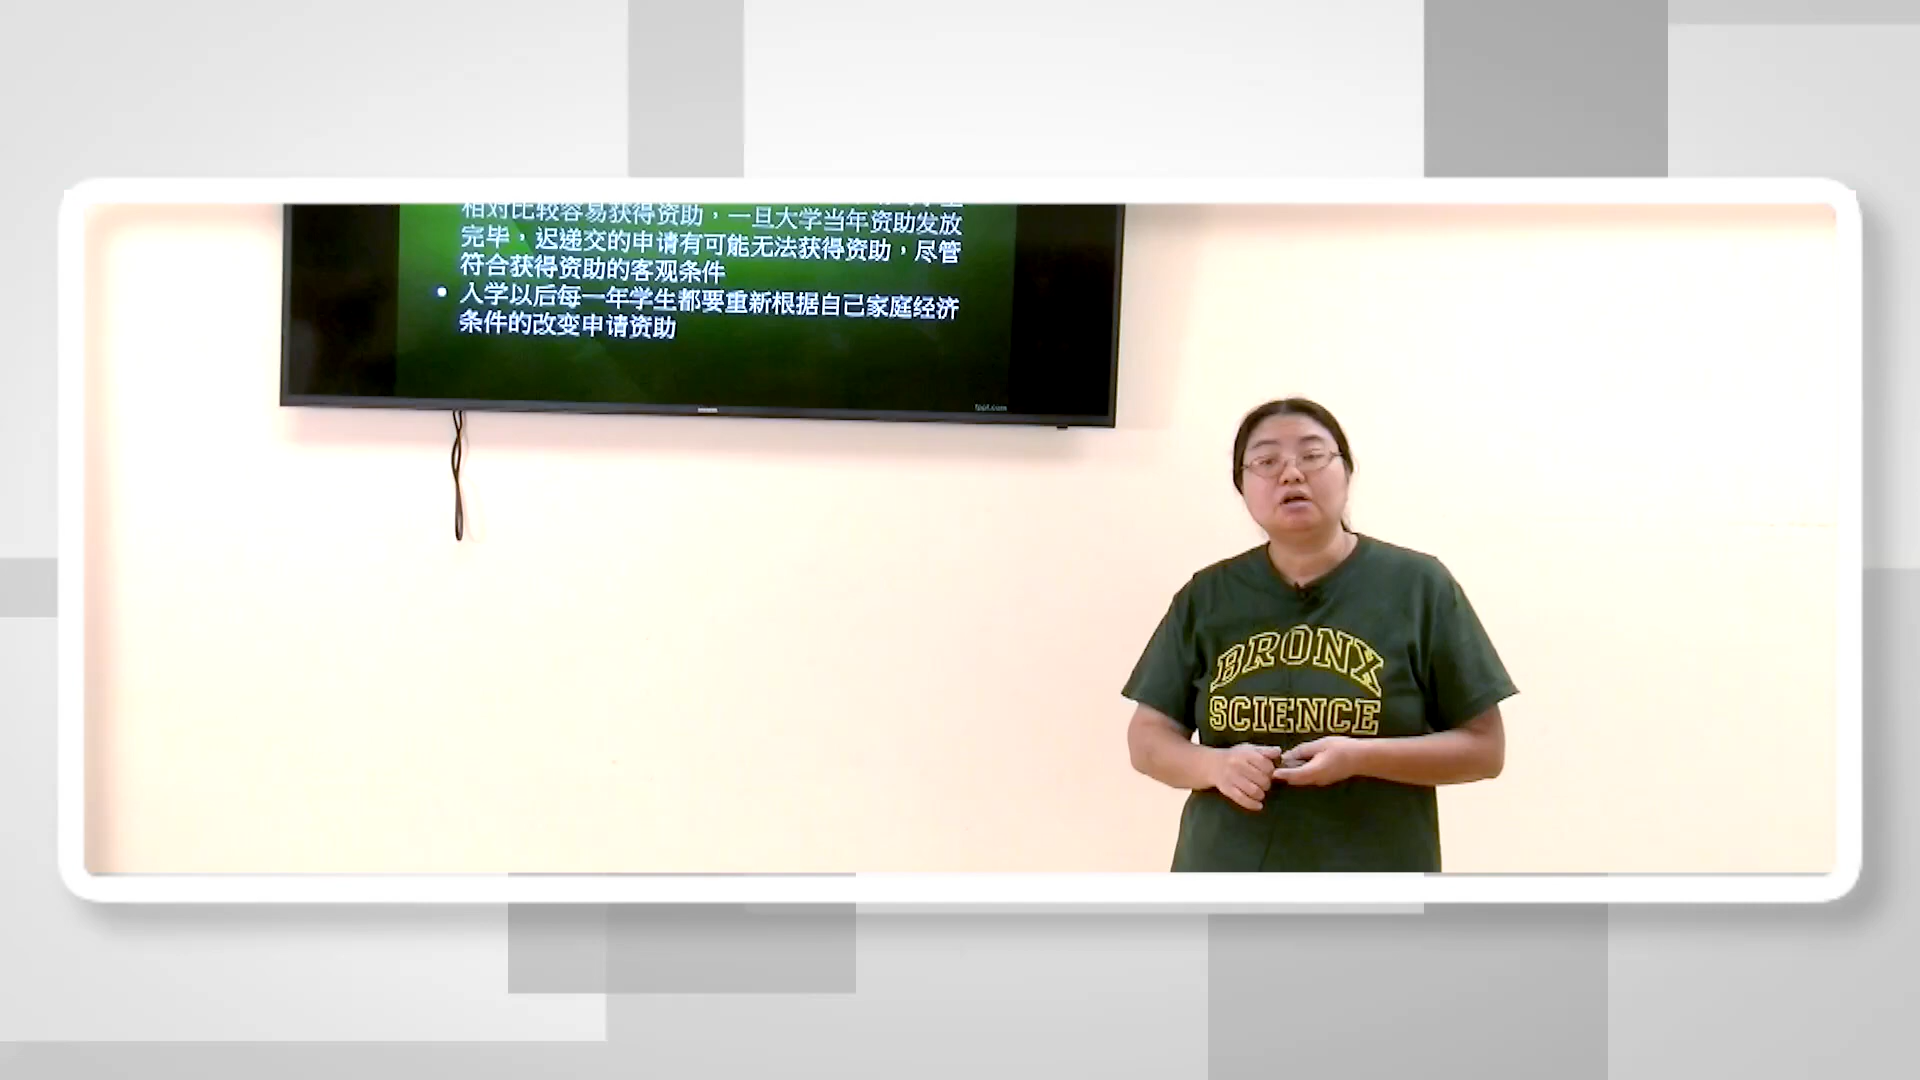 相对比较容易获得资助，一旦大学当年资助发放
完毕，迟递交的申请有可能无法获得资助，尽管
符合获得资助的客观条件
• 入学以后每一年学生都要重新根据自己家庭经济
条件的改变申请资助
fppt.com
BRONX
SCIENCE